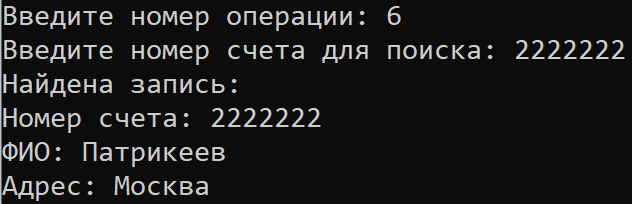 Введите номер операции: 6
Введите номер счета для поиска: 2222222
Найдена запись:
Номер счета: 2222222
ФИО: Патрикеев
Адрес: Москва